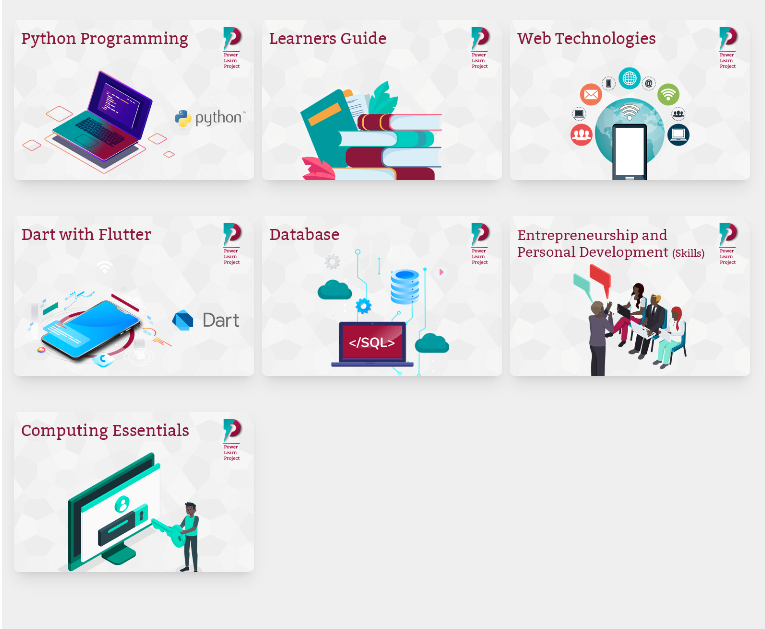 Python Programming
Power
Learn
Project
python™
Learners Guide
Power
Learn
Project
Web Technologies
Power
Learn
Project
@
Dart with Flutter
Power
Learn
Project
Dart
Database
Power
Learn
Project
</SQL>
Entrepreneurship and
Personal Development (Skills)
Power
Learn
Project
Computing Essentials
Power
Learn
Project